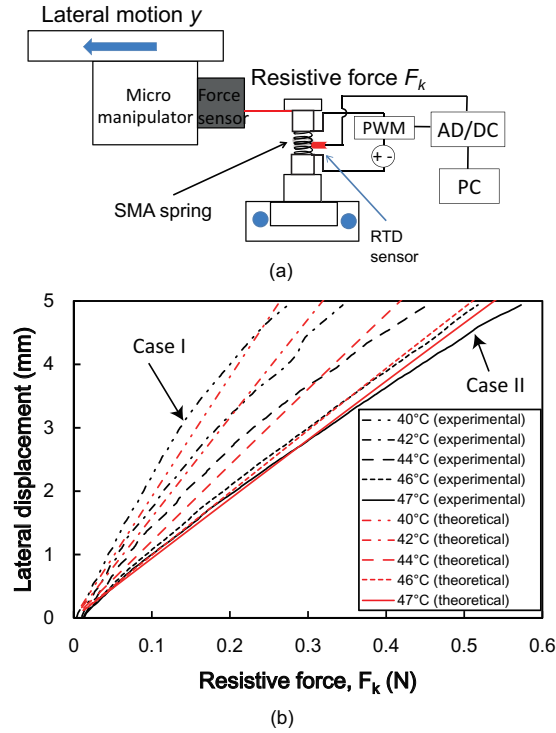 Lateral motion y
Resistive force F_k
Micro
manipulator
Force
sensor
PWM
AD/DC
+ -
PC
SMA spring
RTD
sensor
(a)
Lateral displacement (mm)
5
4
3
2
1
0
Case I
Case II
40°C (experimental)
42°C (experimental)
44°C (experimental)
46°C (experimental)
47°C (experimental)
40°C (theoretical)
42°C (theoretical)
44°C (theoretical)
46°C (theoretical)
47°C (theoretical)
0 0.1 0.2 0.3 0.4 0.5 0.6
Resistive force, F_k (N)
(b)